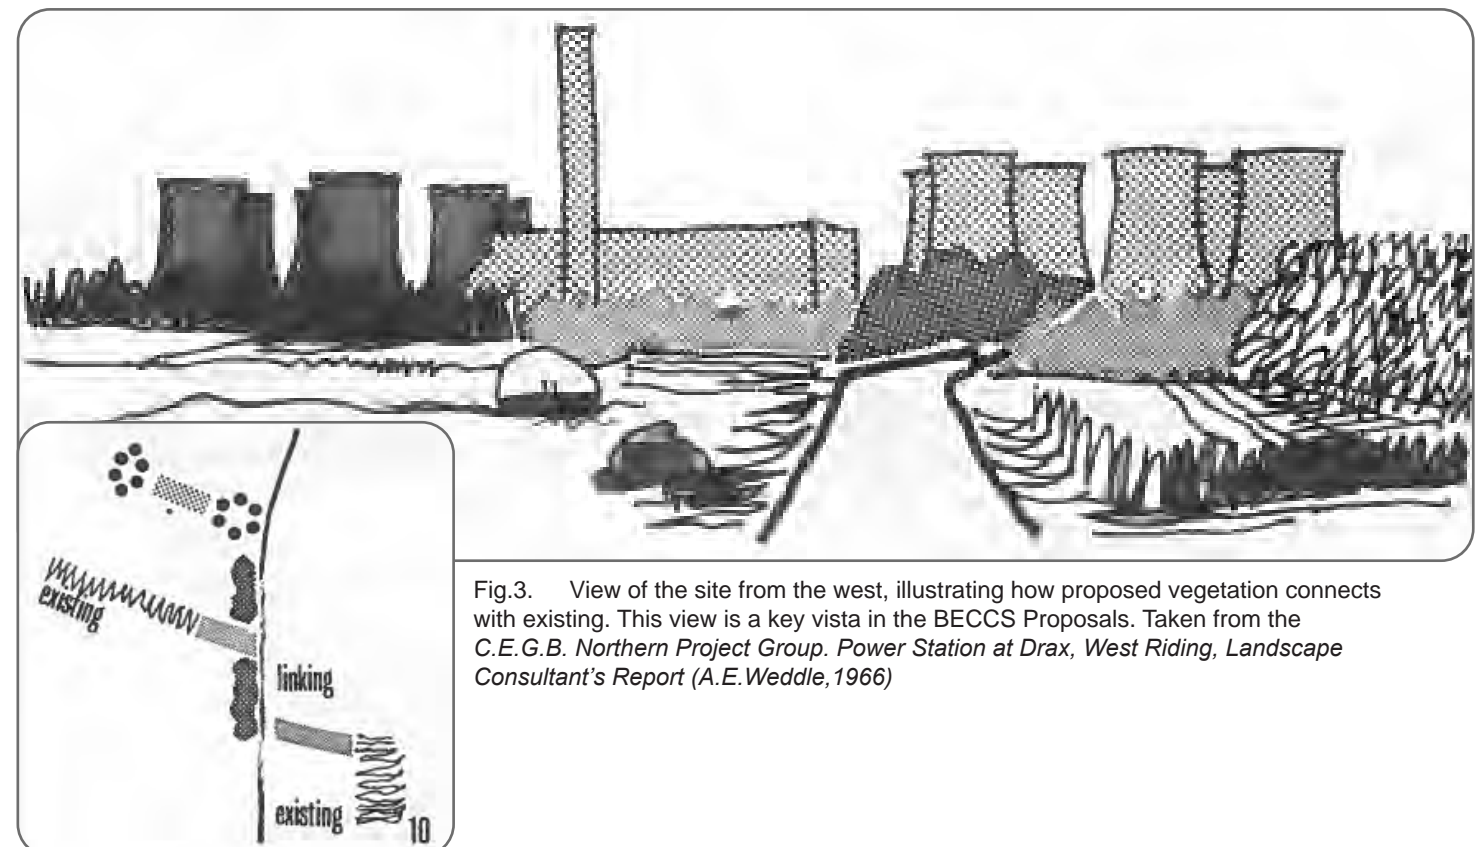 existing
linking
existing
10
Fig.3. View of the site from the west, illustrating how proposed vegetation connects
with existing. This view is a key vista in the BECCS Proposals. Taken from the
C.E.G.B. Northern Project Group. Power Station at Drax, West Riding, Landscape
Consultant's Report (A.E.Weddle,1966)